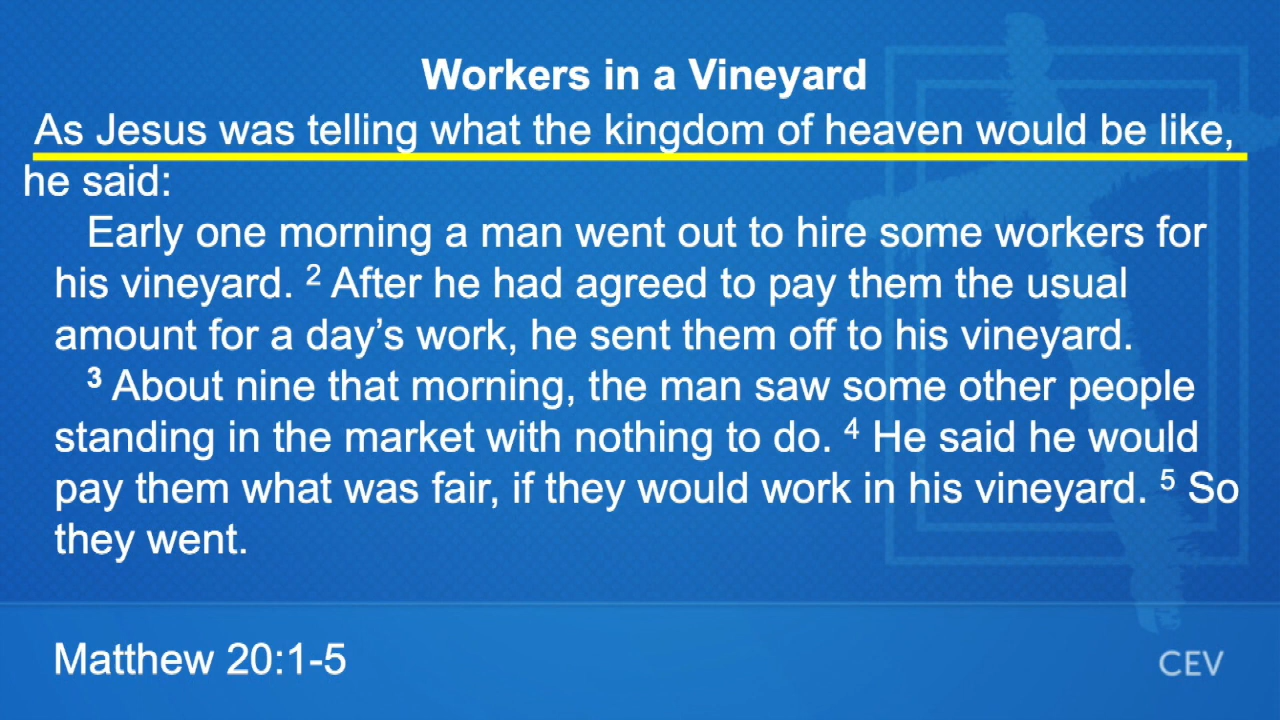 Workers in a Vineyard
As Jesus was telling what the kingdom of heaven would be like,
he said:
Early one morning a man went out to hire some workers for
his vineyard. ² After he had agreed to pay them the usual
amount for a day’s work, he sent them off to his vineyard.
³ About nine that morning, the man saw some other people
standing in the market with nothing to do. ⁴ He said he would
pay them what was fair, if they would work in his vineyard. ⁵ So
they went.
Matthew 20:1-5
CEV